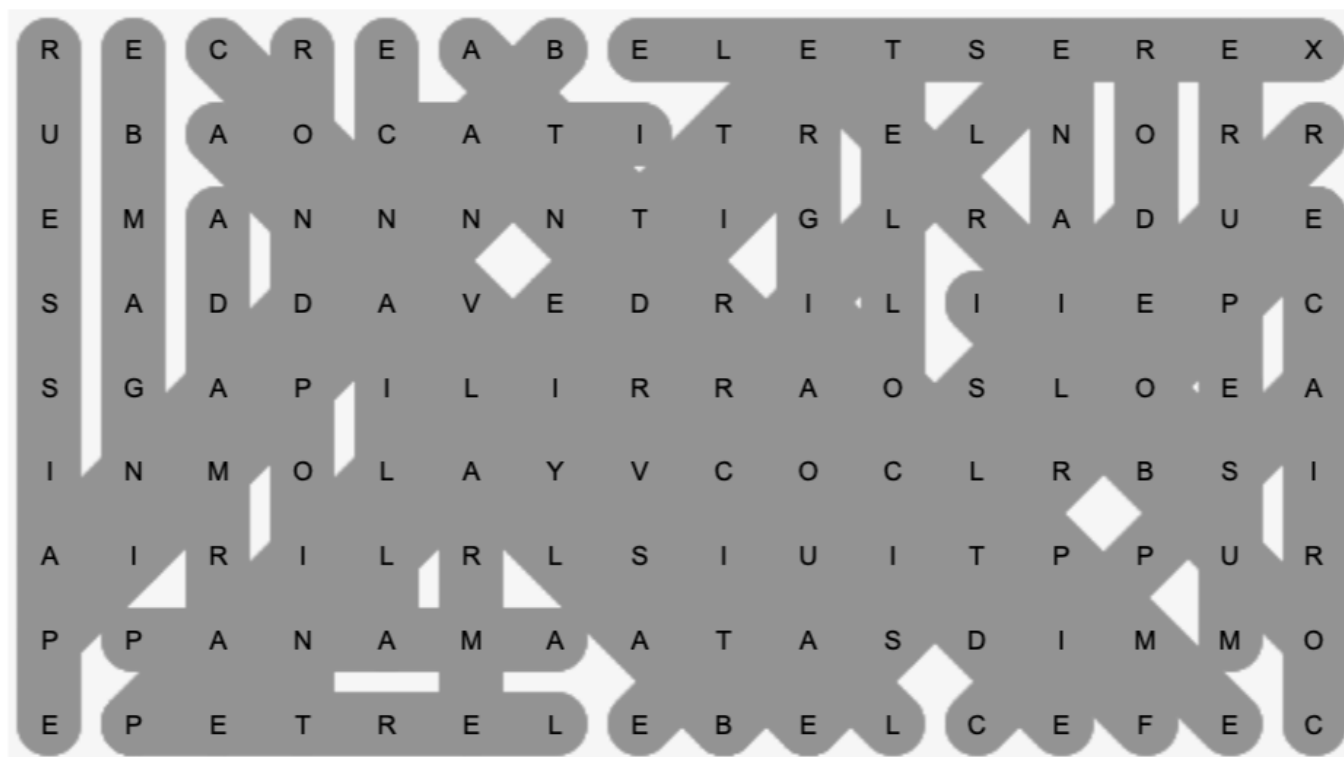 R E C R E A B E L E T S E R E X
U B A O C A T I T R E L N O R R
E M A N N N N T I G L R A D U E
S A D D A V E D R I L I I E P C
S G A P I L I R R A O S L O E A
I N M O L A Y V C O C L R B S I
A I R I L R L S I U I T P P U R
P P A N A M A A T A S D I M M O
E P E T R E L E B E L C E F E C